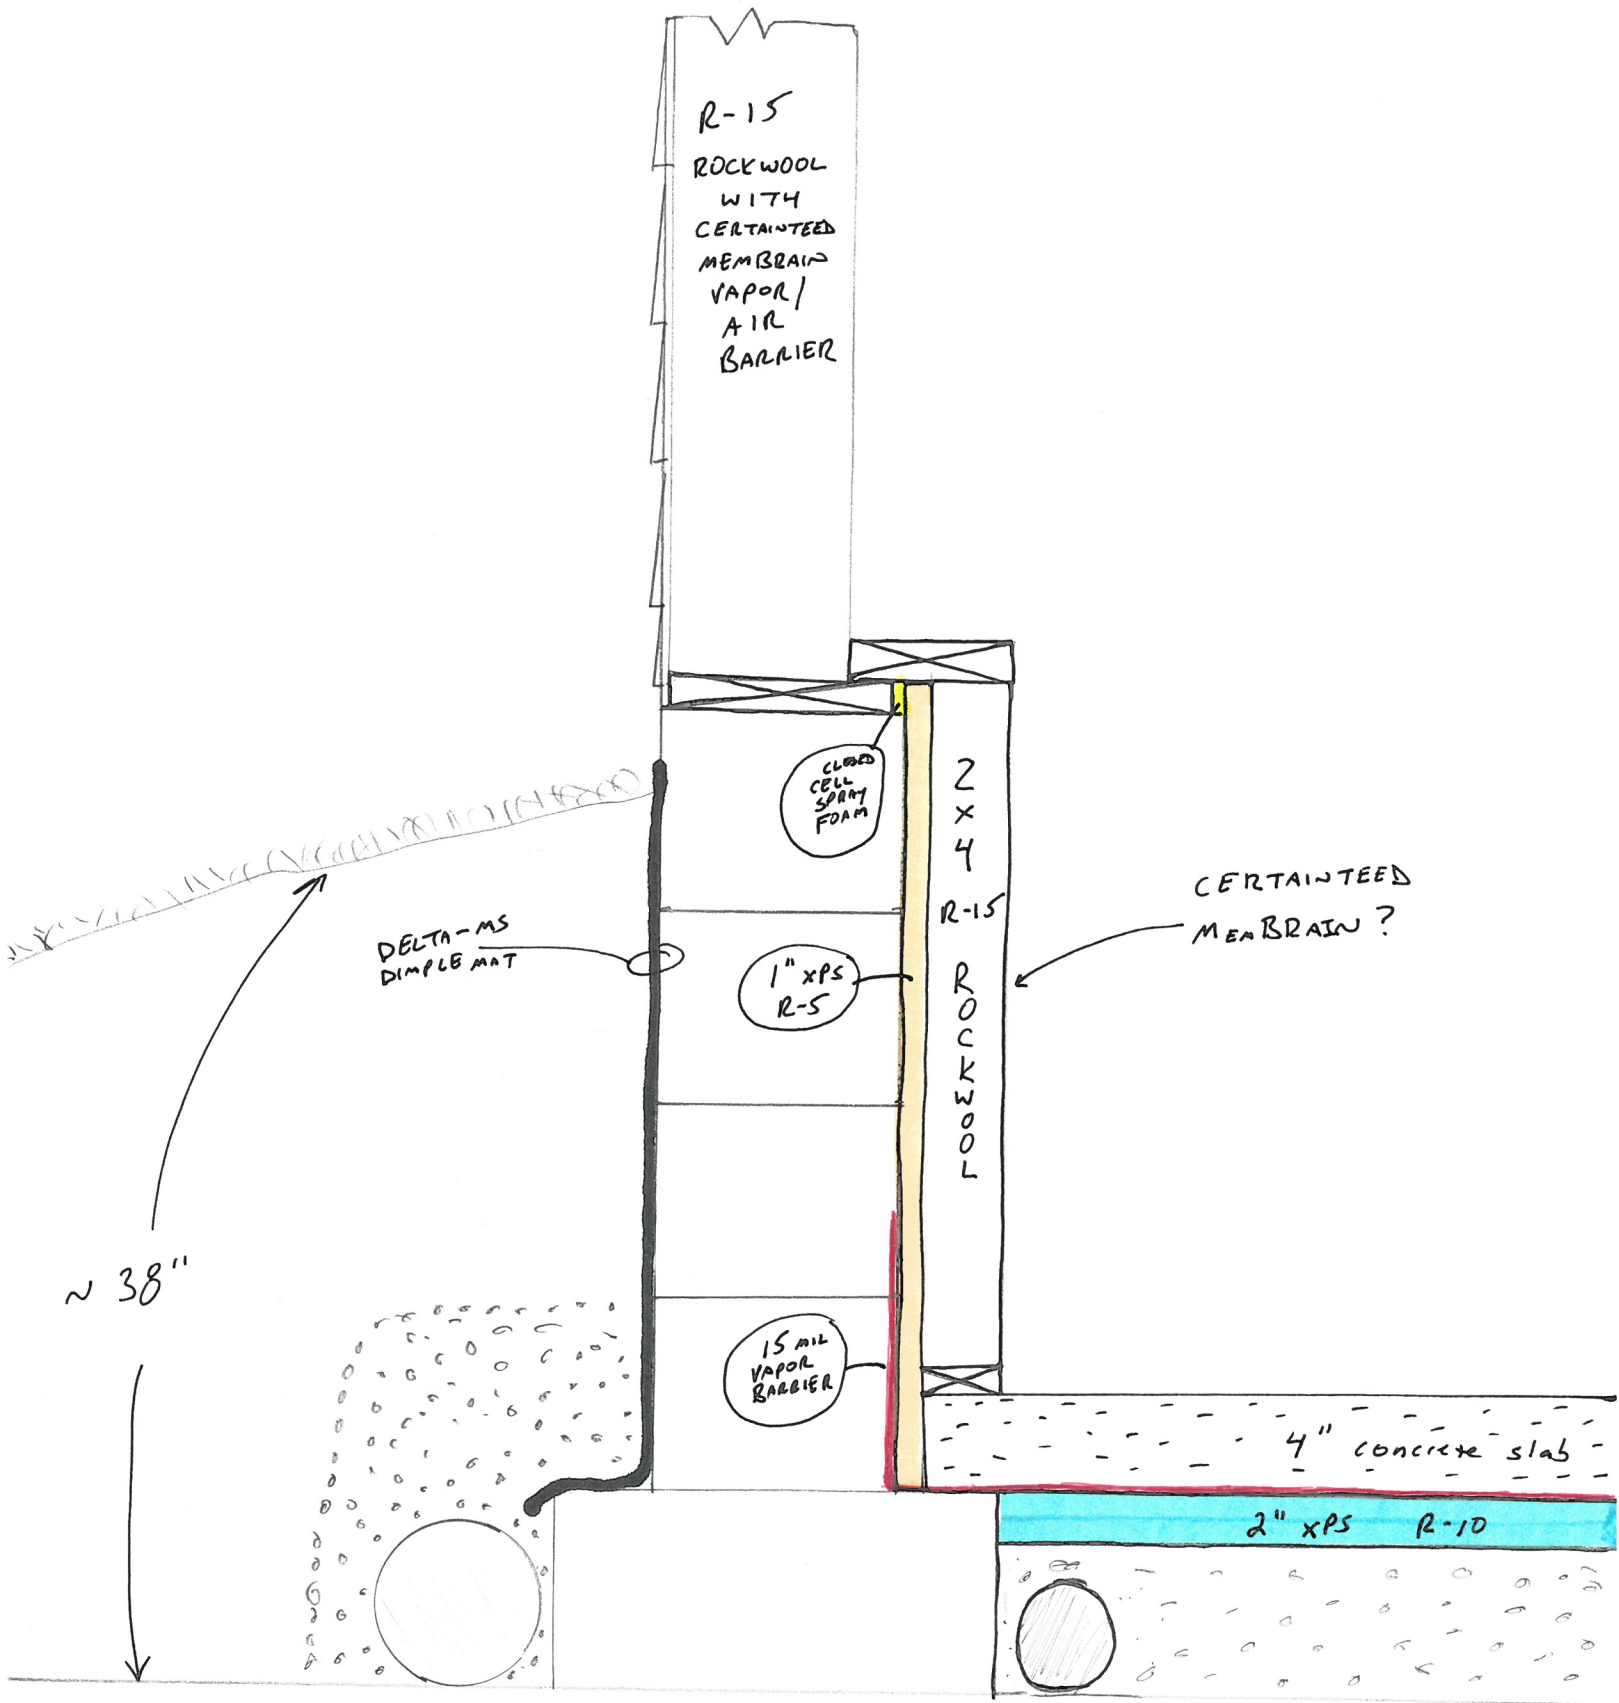 R-15
ROCKWOOL
WITH
CERTAINTEED
MEMBRAIN
VAPOR/
AIR
BARRIER
CLOSED
CELL
SPRAY
FOAM
2
x
4
R-15
ROCKWOOL
CERTAINTEED
MEMBRAIN?
DELTA-MS
DIMPLE MAT
1" XPS
R-5
~ 38"
15 MIL
VAPOR
BARRIER
4" concrete slab
2" XPS R-10